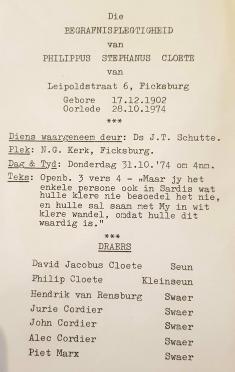 Die
BEGRAFNISPLEGTIGHEID
van
PHILIPPUS STEPHANUS CLOETE
van
Leipoldstraat 6, Ficksburg
Gebore 17.12.1902
Oorlede 28.10.1974
***
Diens waargeneem deur: Ds J.T. Schutte.
Plek: N.G. Kerk, Ficksburg.
Dag & Tyd: Donderdag 31.10.'74 om 4nm.
Teks: Openb. 3 vers 4 - „Maar jy het
enkele persone ook in Sardis wat
hulle klere nie besoedel het nie,
en hulle sal saam met My in wit
klere wandel, omdat hulle dit
waardig is."
***
DRAERS
David Jacobus Cloete Seun
Philip Cloete Kleinseun
Hendrik van Rensburg Swaer
Jurie Cordier Swaer
John Cordier Swaer
Alec Cordier Swaer
Piet Marx Swaer